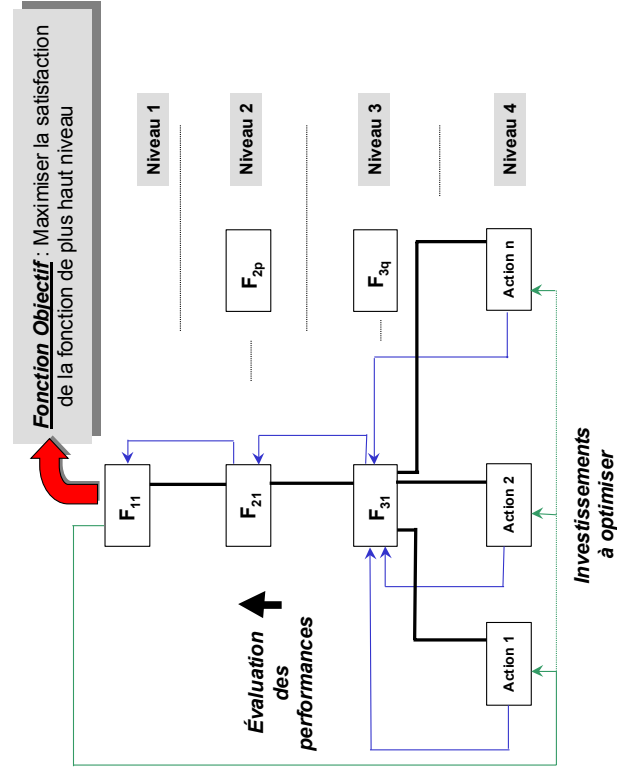 Fonction Objectif : Maximiser la satisfaction
de la fonction de plus haut niveau
F11
Niveau 1
F21
F2p
Niveau 2
F31
F3q
Niveau 3
Action 1
Action 2
Action n
Niveau 4
Évaluation
des
performances
Investissements
à optimiser